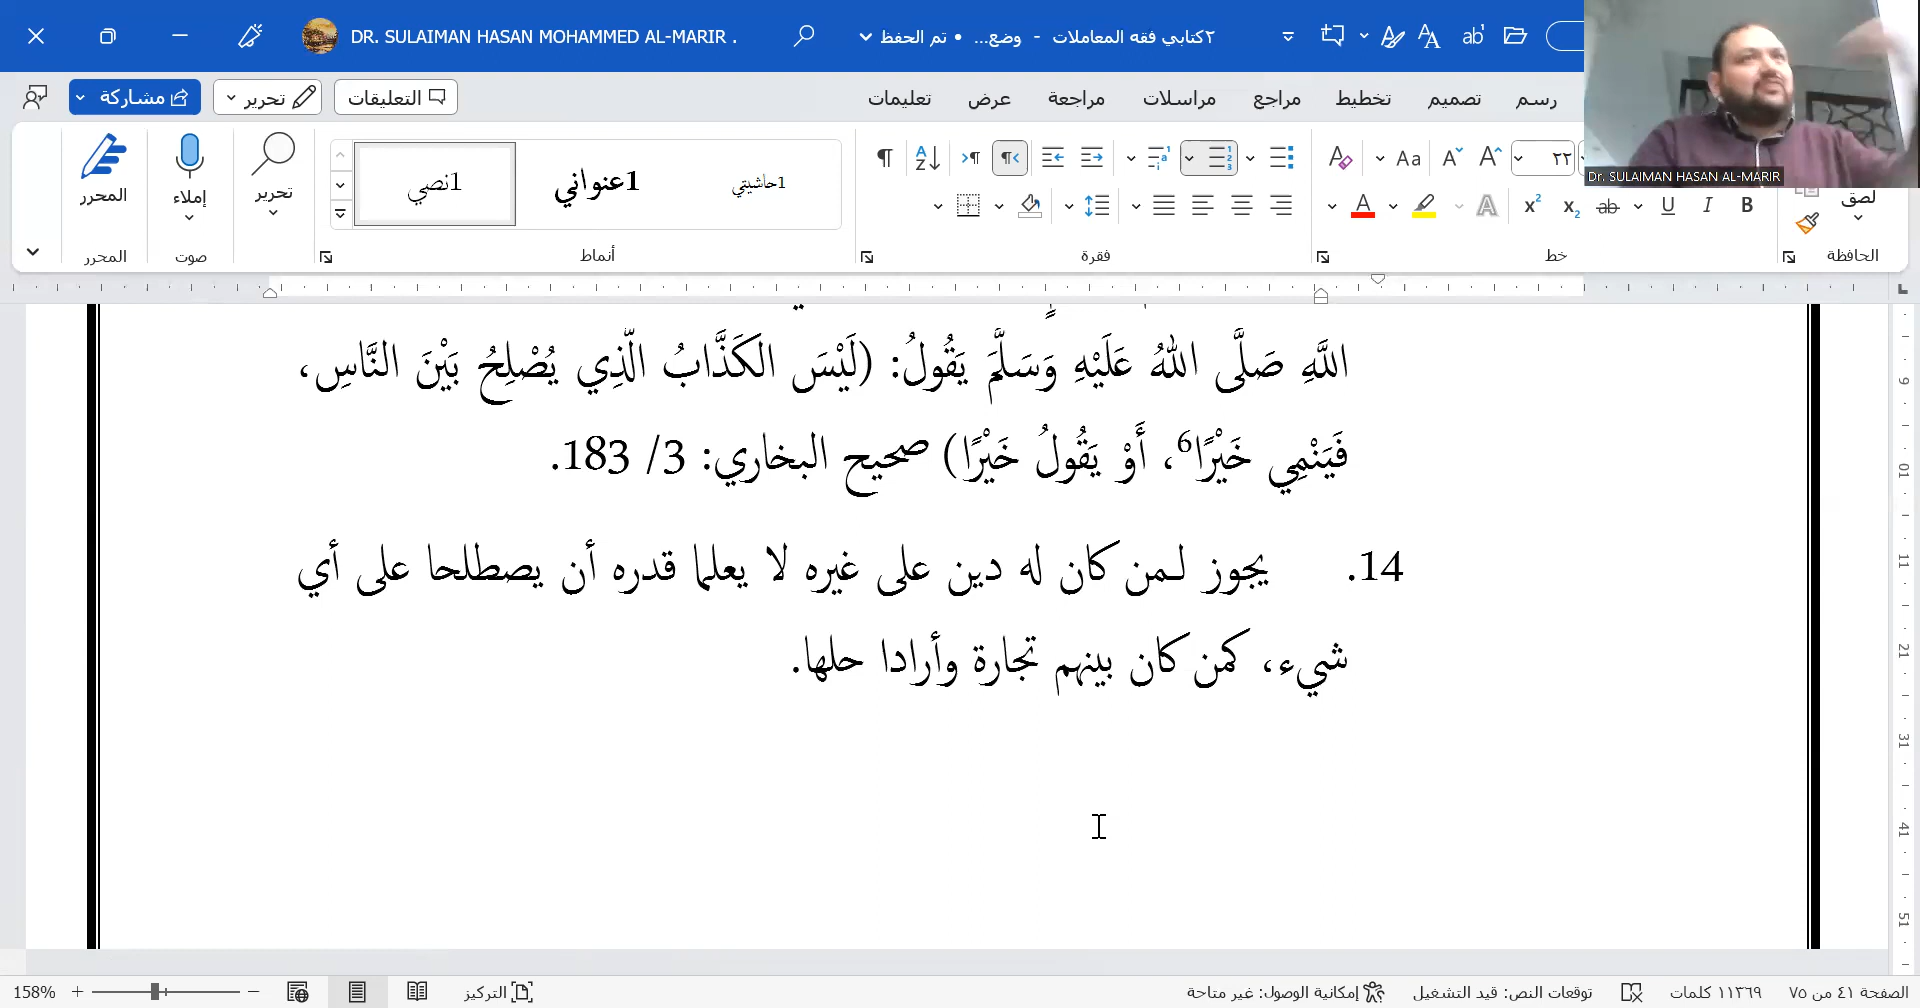 DR. SULAIMAN HASAN MOHAMMED AL-MARIR .
٢كتابي فقه المعاملات - وضع... • تم الحفظ
Dr. SULAIMAN HASAN AL-MARIR
رسم تصميم تخطيط مراجع مراسلات مراجعة عرض تعليمات
التعليقات تحرير مشاركة
لصق
الحافظة
٢٢
خط
فقرة
1حاشيتي 1عنواني 1نصي
أنماط
تحرير
إملاء
صوت
المحرر
المحرر
اللَّهِ صَلَّى اللهُ عَلَيْهِ وَسَلَّمَ يَقُولُ: (لَيْسَ الكَذَّابُ الَّذِي يُصْلِحُ بَيْنَ النَّاسِ،
فَيَنْمِي خَيْرًا6، أَوْ يَقُولُ خَيْرًا) صحيح البخاري: 3/ 183.
14. يجوز لـمن كان له دين على غيره لا يعلما قدره أن يصطلحا على أي
شيء، كمن كان بينهم تجارة وأرادا حلها.
الصفحة ٤١ من ٧٥ ١١٣٦٩ كلمات توقعات النص: قيد التشغيل إمكانية الوصول: غير متاحة التركيز 158%